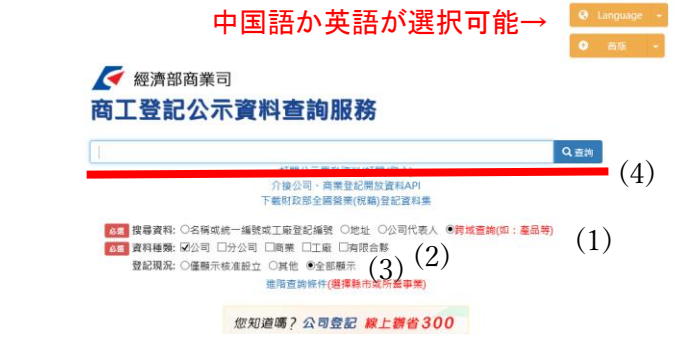 中国語か英語が選択可能→
Language
舊版
經濟部商業司
商工登記公示資料查詢服務
查詢
(4)
介接公司、商業登記開放資料API
下載財政部全國營業(稅籍)登記資料集
必選 搜尋資料: ○名稱或統一編號或工廠登記編號 ○地址 ○公司代表人 ◉跨域查詢(如：產品等)
(1)
必選 資料種類: ☑公司 □分公司 □商業 □工廠 □有限合夥
(2)
登記現況: ○僅顯示核准設立 ○其他 ◉全部顯示
(3)
進階查詢條件(選擇縣市或所營事業)
您知道嗎? 公司登記 線上辦省300